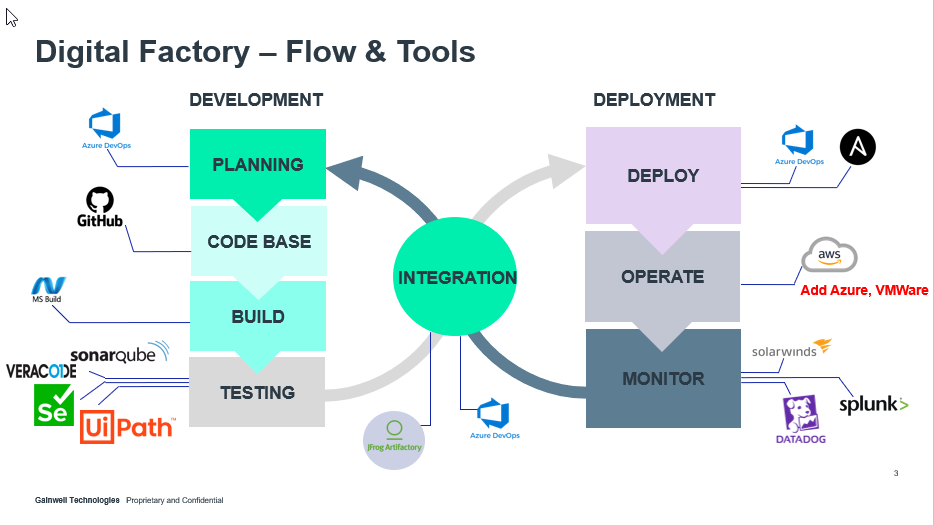 Digital Factory – Flow & Tools
DEVELOPMENT
DEPLOYMENT
Azure DevOps
PLANNING
GitHub
CODE BASE
MS Build
BUILD
sonarqube
VERACODE
Se
UiPath™
TESTING
INTEGRATION
JFrog Artifactory
Azure DevOps
DEPLOY
Azure DevOps
A
OPERATE
aws
Add Azure, VMWare
MONITOR
solarwinds
splunk>
DATADOG
3
Gainwell Technologies Proprietary and Confidential